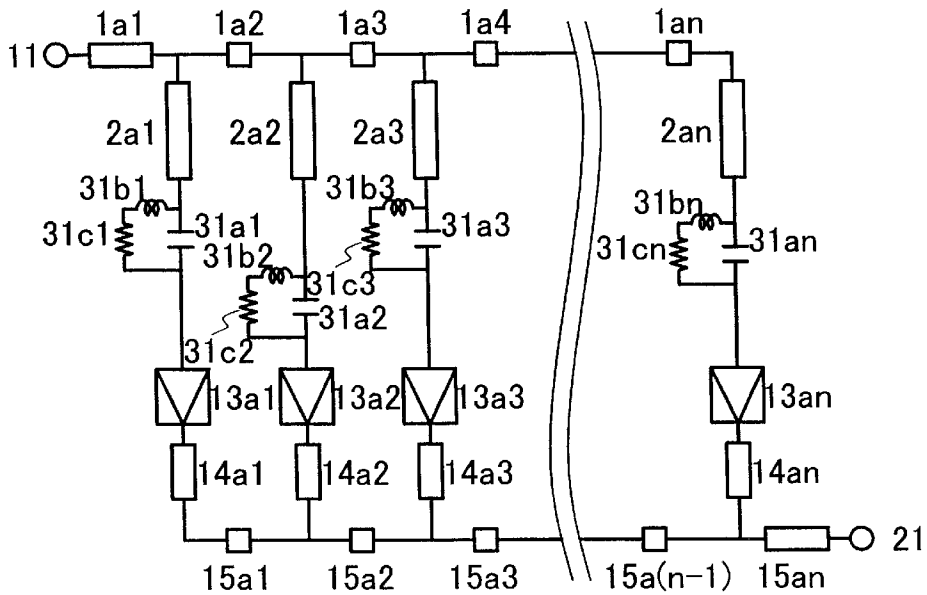 1a1 1a2 1a3 1a4 1an
11
2a1 2a2 2a3 2an
31b1 31b3 31bn
31c1 31a1 31a3 31cn 31an
31b2
31c3
31a2
31c2
13a1 13a2 13a3 13an
14a1 14a2 14a3 14an
21
15a1 15a2 15a3 15a(n-1) 15an